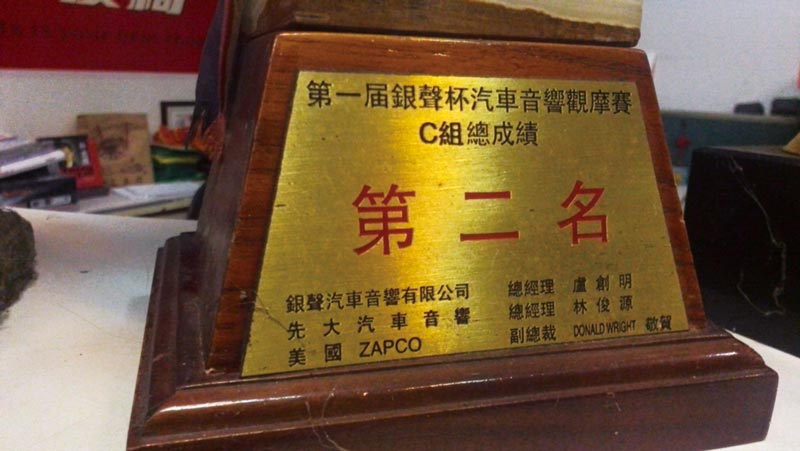 第一届銀聲杯汽車音響觀摩賽
C組總成績
第二名
銀聲汽車音響有限公司 總經理 盧創明
先大汽車音響 總經理 林俊源
美國 ZAPCO 副總裁 DONALD WRIGHT 敬賀